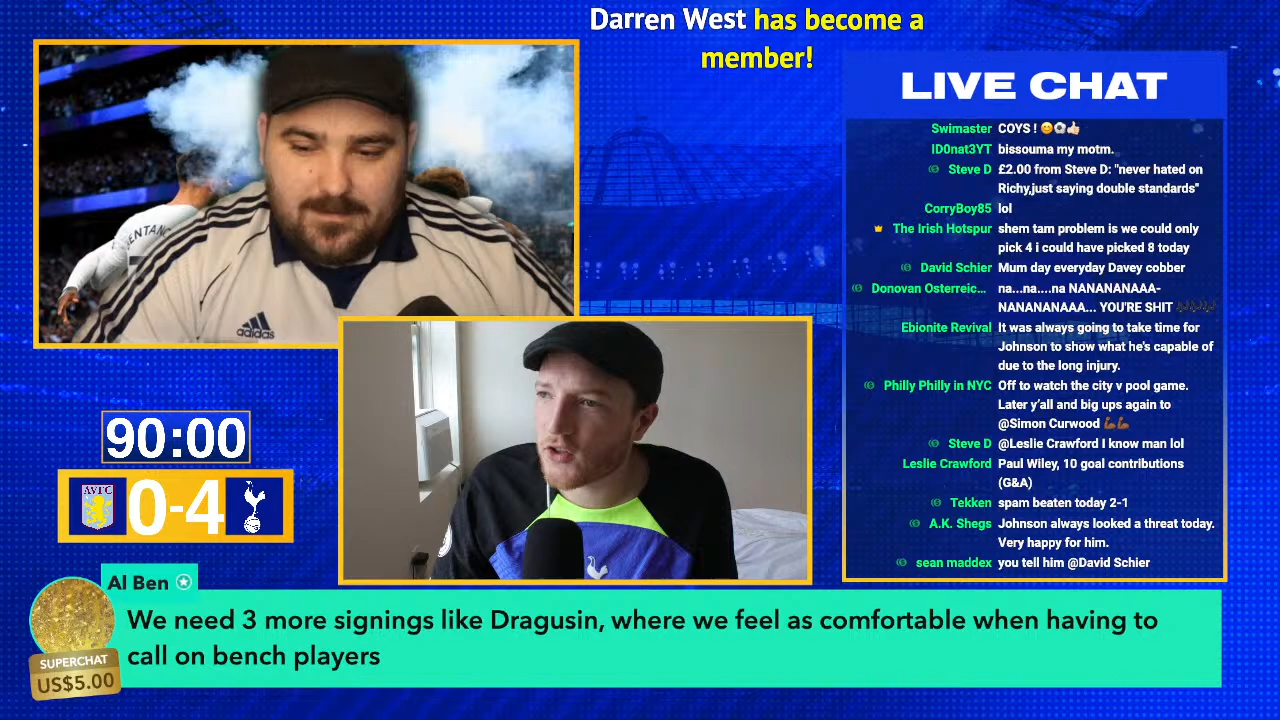 Darren West has become a
member!
LIVE CHAT
Swimaster COYS ! 😊⚽👍🏻
ID0nat3YT bissouma my motm.
Steve D £2.00 from Steve D: "never hated on
Richy,just saying double standards"
CorryBoy85 lol
The Irish Hotspur shem tam problem is we could only
pick 4 i could have picked 8 today
David Schier Mum day everyday Davey cobber
Donovan Osterreic... na...na....na NANANANAAA-
NANANANAAA... YOU'RE SHIT 🎶🎶🎶
Ebionite Revival It was always going to take time for
Johnson to show what he's capable of
due to the long injury.
Philly Philly in NYC Off to watch the city v pool game.
Later y'all and big ups again to
@Simon Curwood 💪🏾💪🏾
Steve D @Leslie Crawford I know man lol
Leslie Crawford Paul Wiley, 10 goal contributions
(G&A)
Tekken spam beaten today 2-1
A.K. Shegs Johnson always looked a threat today.
Very happy for him.
sean maddex you tell him @David Schier
BENTANC
adidas
90:00
AVFC
0-4
Al Ben
We need 3 more signings like Dragusin, where we feel as comfortable when having to
call on bench players
SUPERCHAT
US$5.00